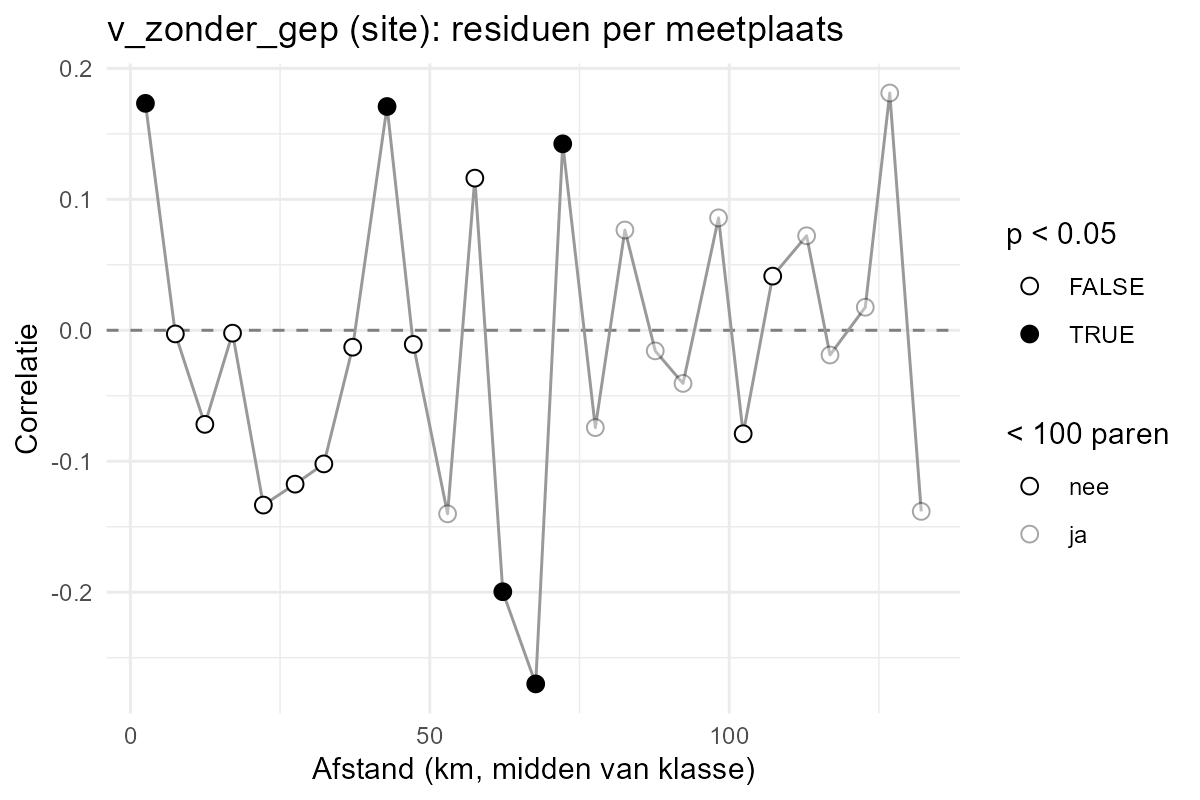 v_zonder_gep (site): residuen per meetplaats
0.2
0.1
0.0
-0.1
-0.2
Correlatie
0
50
100
Afstand (km, midden van klasse)
p < 0.05
FALSE
TRUE
< 100 paren
nee
ja